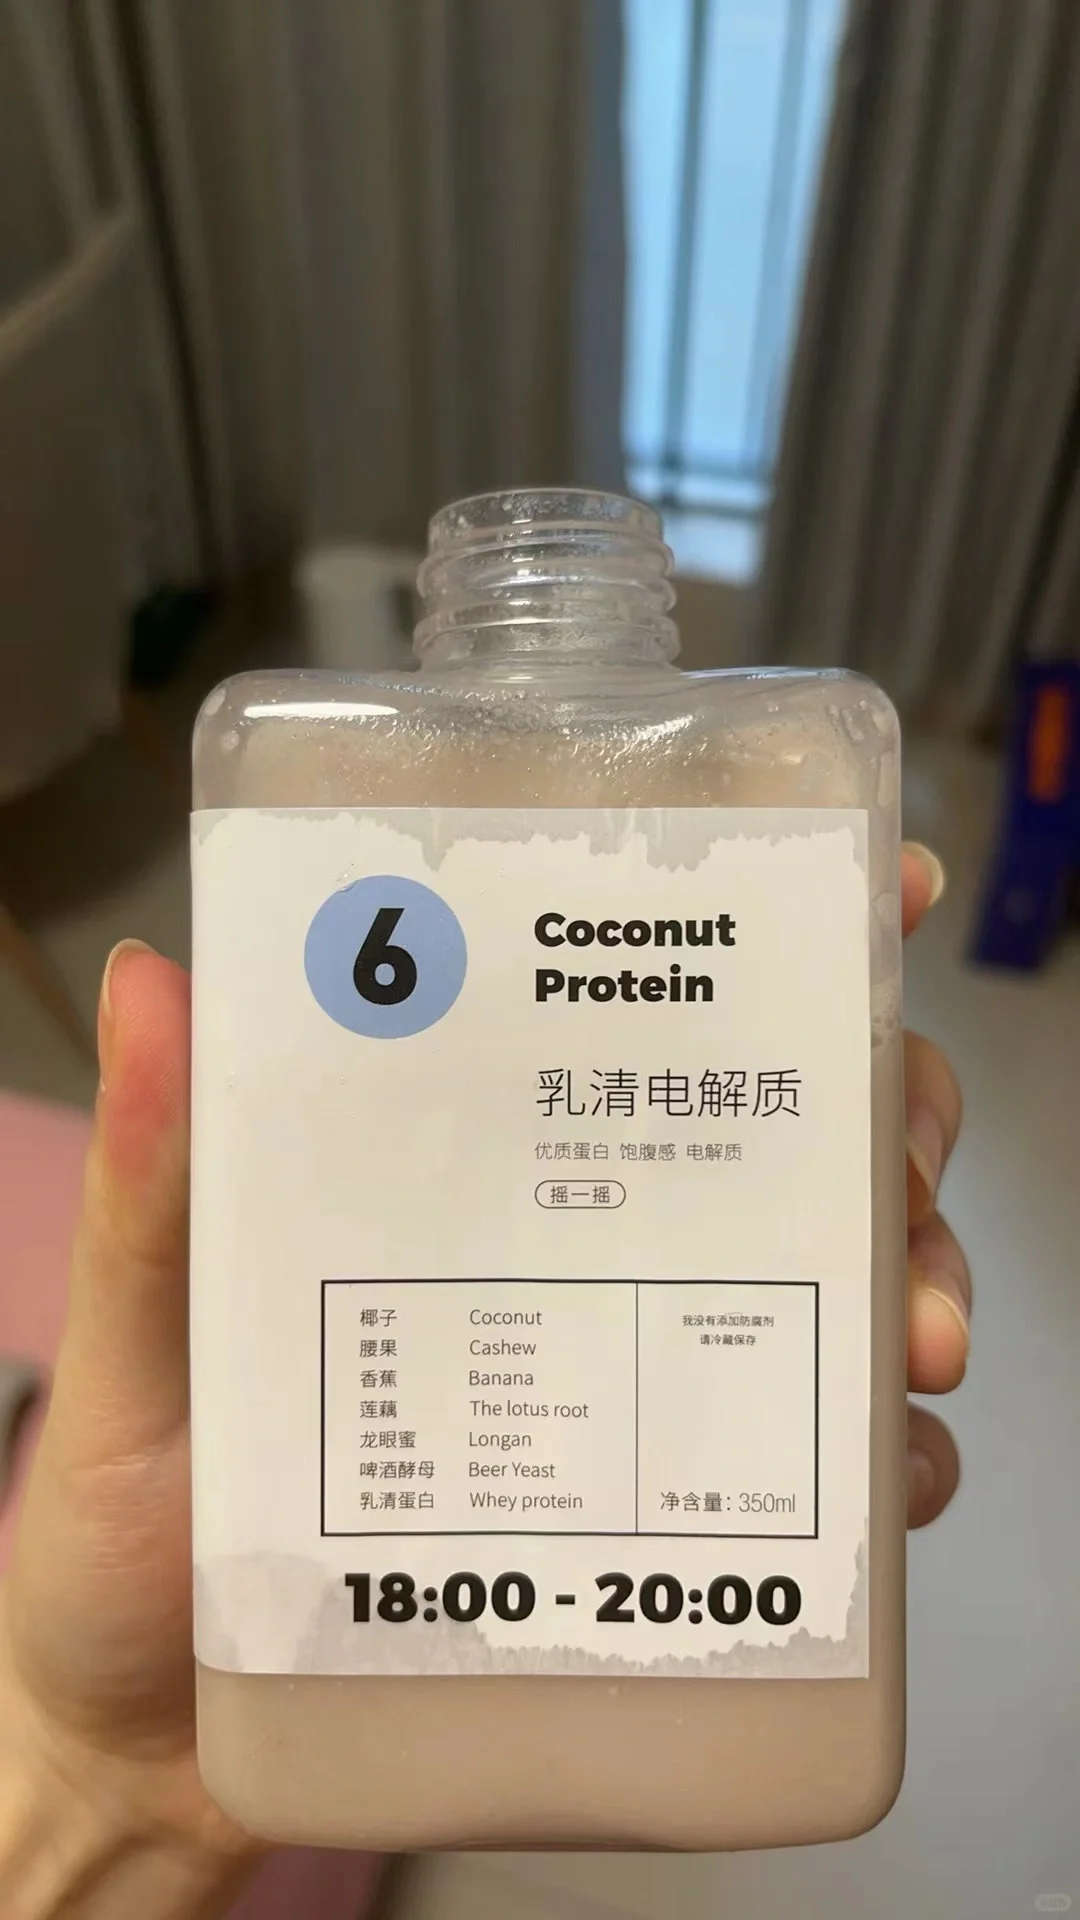 6
Coconut
Protein
乳清电解质
优质蛋白 饱腹感 电解质
摇一摇
椰子 Coconut
腰果 Cashew
香蕉 Banana
莲藕 The lotus root
龙眼蜜 Longan
啤酒酵母 Beer Yeast
乳清蛋白 Whey protein
我没有添加防腐剂
请冷藏保存
净含量: 350ml
18:00 - 20:00